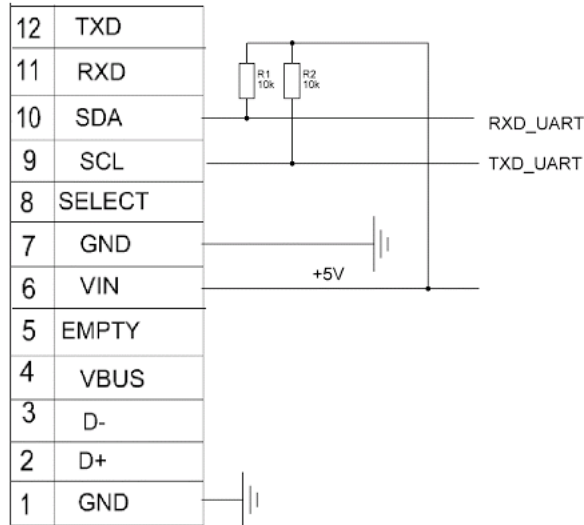 12 TXD
11 RXD
R1
10k
R2
10k
10 SDA
RXD_UART
9 SCL
TXD_UART
8 SELECT
7 GND
6 VIN
+5V
5 EMPTY
4 VBUS
3 D-
2 D+
1 GND